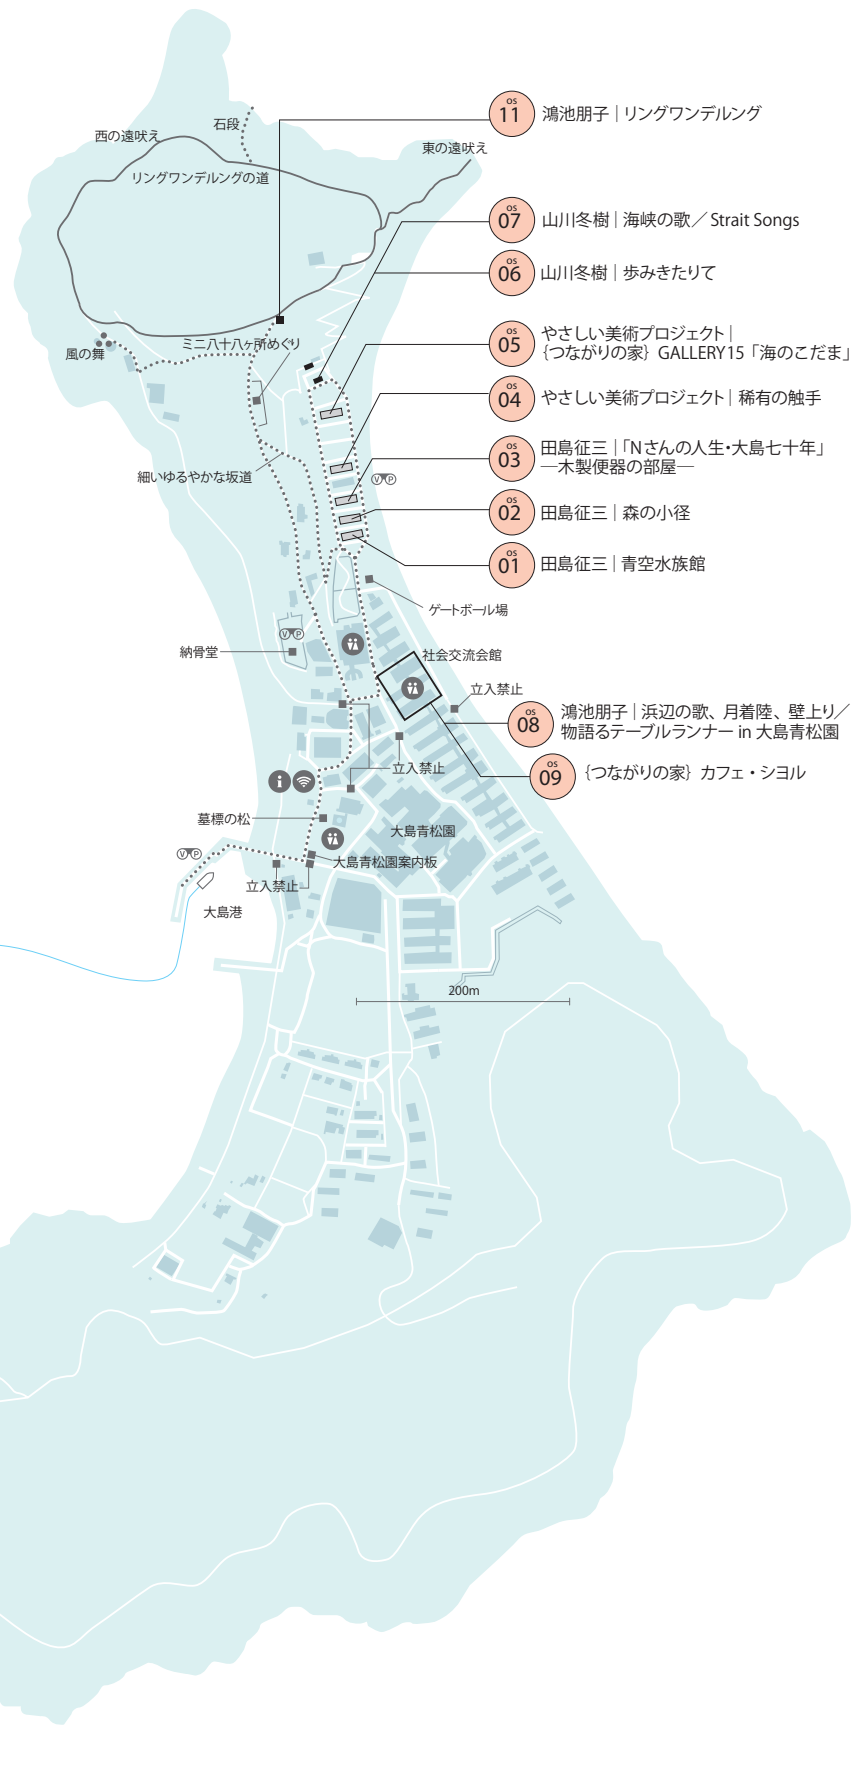 os
11
鴻池朋子｜リングワンデルング
石段
西の遠吠え
東の遠吠え
リングワンデルングの道
os
07
山川冬樹｜海峡の歌／Strait Songs
os
06
山川冬樹｜歩みきたりて
風の舞
ミニ八十八ヶ所めぐり
os
05
やさしい美術プロジェクト｜
{つながりの家} GALLERY15「海のこだま」
os
04
やさしい美術プロジェクト｜稀有の触手
os
03
田島征三｜「Nさんの人生・大島七十年」
―木製便器の部屋―
細いゆるやかな坂道
V P
os
02
田島征三｜森の小径
os
01
田島征三｜青空水族館
ゲートボール場
V P
納骨堂
社会交流会館
立入禁止
os
08
鴻池朋子｜浜辺の歌、月着陸、壁上り／
物語るテーブルランナー in 大島青松園
os
09
{つながりの家} カフェ・シヨル
立入禁止
i
墓標の松
大島青松園
V P
大島青松園案内板
立入禁止
大島港
200m